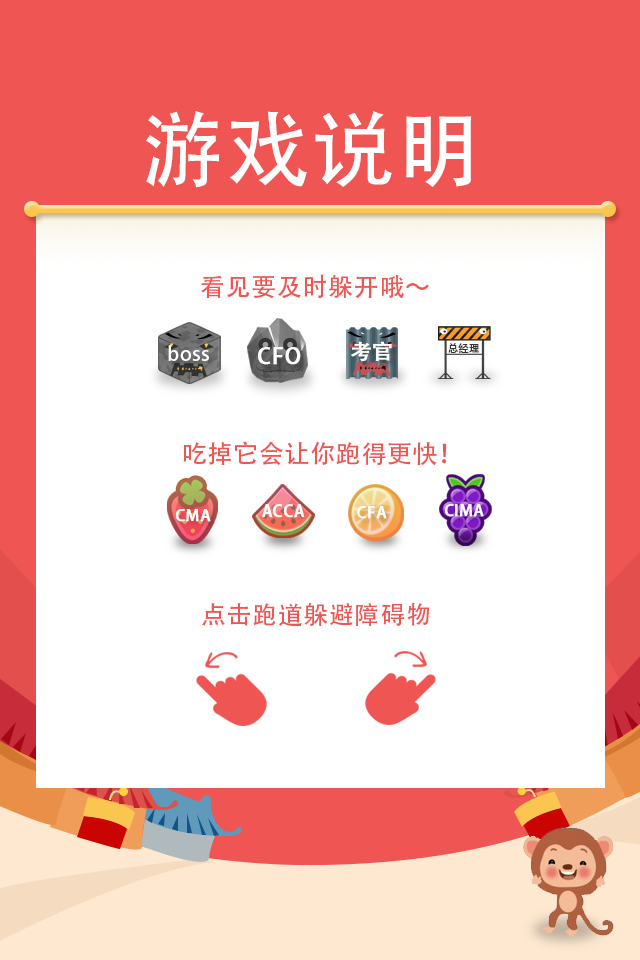 游戏说明
看见要及时躲开哦～
boss CFO 考官 总经理
吃掉它会让你跑得更快！
CMA ACCA CFA CIMA
点击跑道躲避障碍物